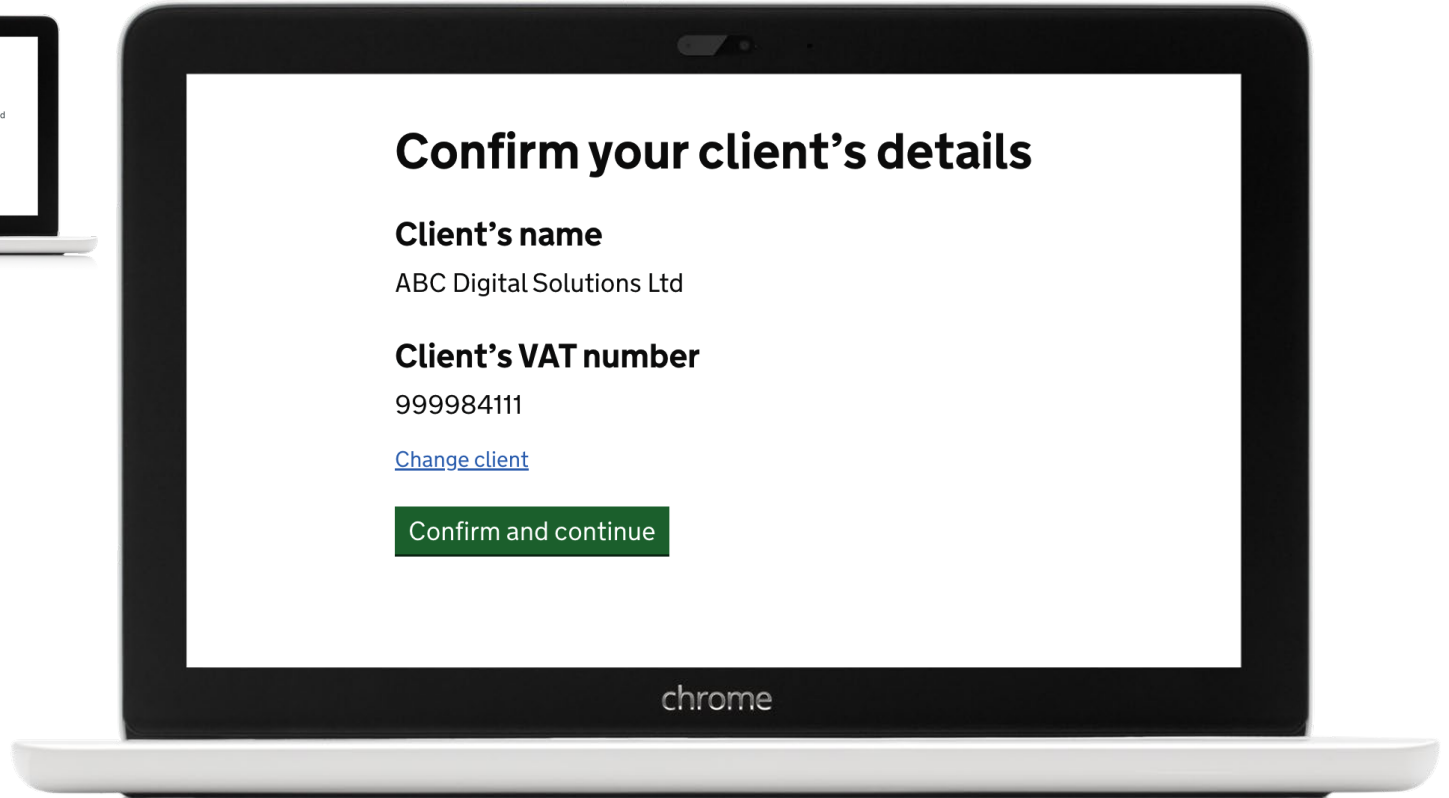 d
Confirm your client’s details
Client’s name
ABC Digital Solutions Ltd
Client’s VAT number
999984111
Change client
Confirm and continue
chrome